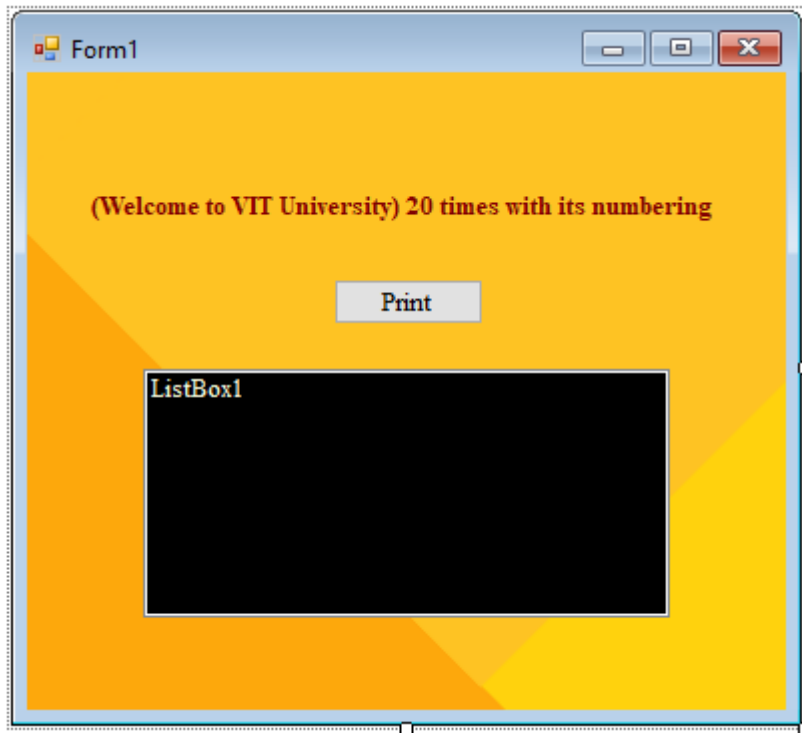 Form1
(Welcome to VIT University) 20 times with its numbering
Print
ListBox1